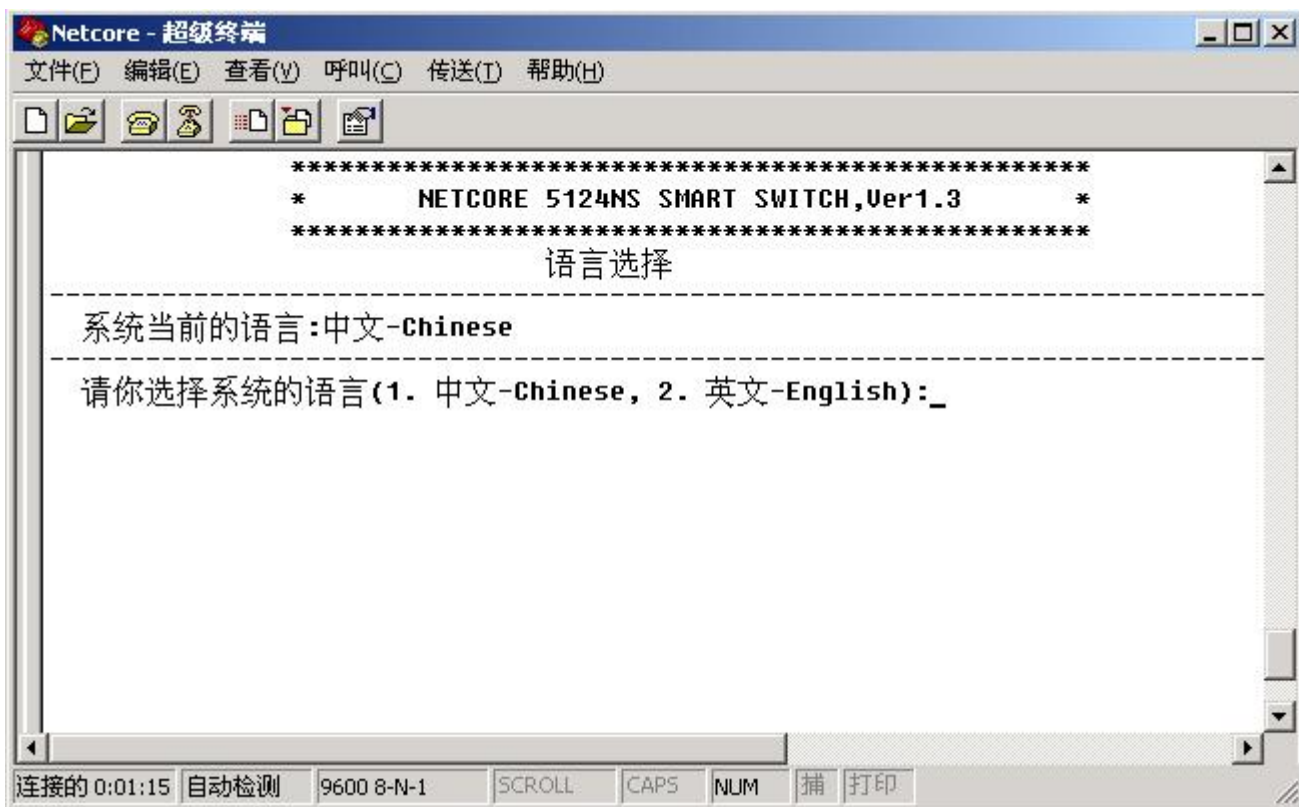 Netcore - 超级终端
文件(F) 编辑(E) 查看(V) 呼叫(C) 传送(T) 帮助(H)
**************************************************
* NETCORE 5124NS SMART SWITCH,Ver1.3 *
**************************************************
语言选择
--------------------------------------------------------------------------------
系统当前的语言:中文-Chinese
--------------------------------------------------------------------------------
请你选择系统的语言(1. 中文-Chinese, 2. 英文-English):_
连接的 0:01:15 自动检测 9600 8-N-1 SCROLL CAPS NUM 捕 打印